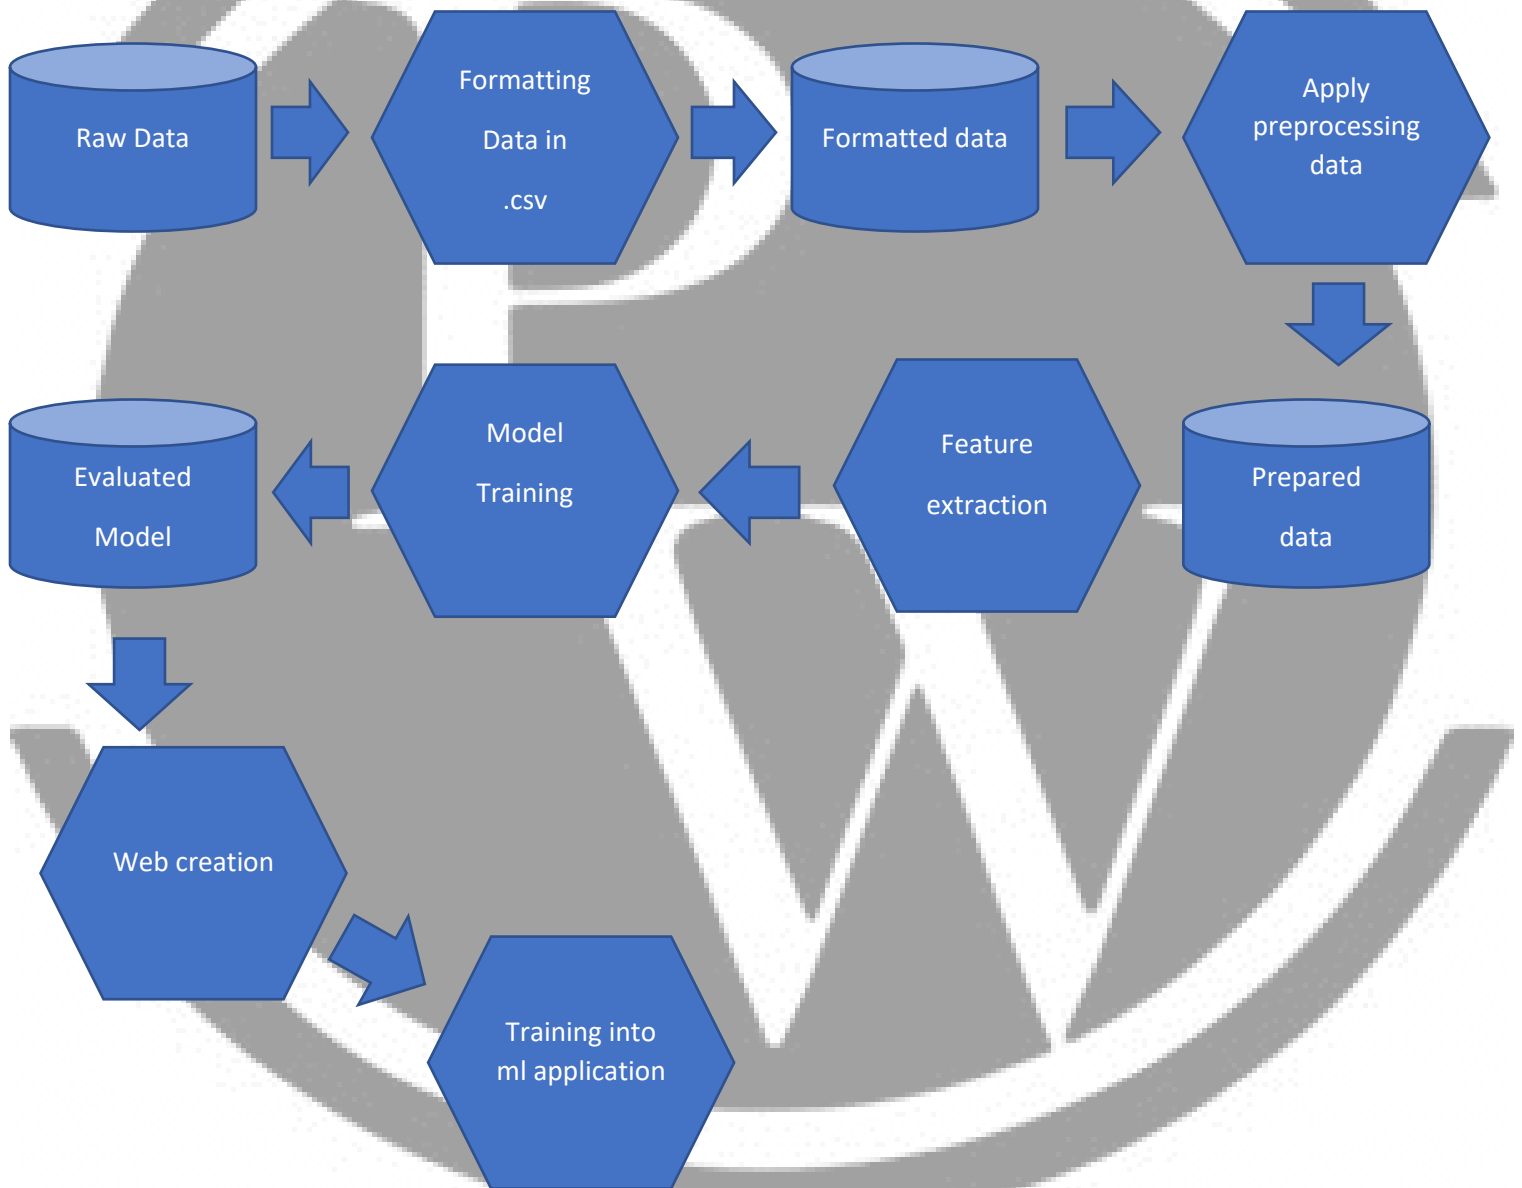 Raw Data
Formatting
Data in
.csv
Formatted data
Apply
preprocessing
data
Prepared
data
Feature
extraction
Model
Training
Evaluated
Model
Web creation
Training into
ml application